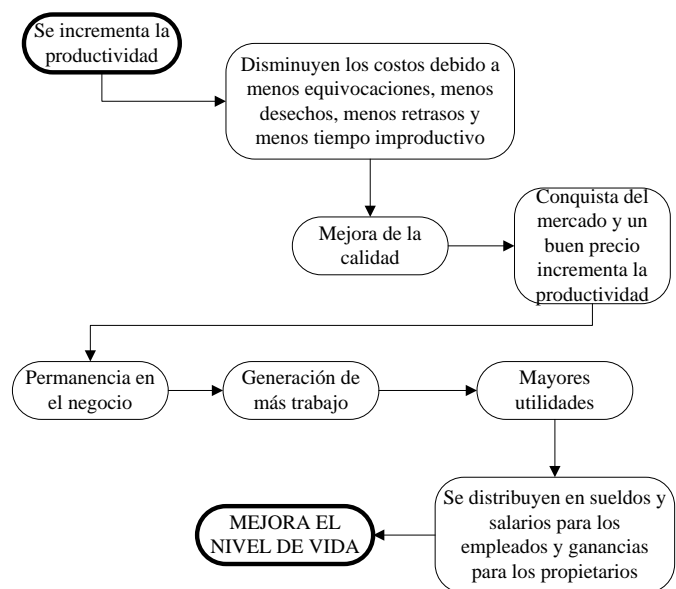 Se incrementa la
productividad
Disminuyen los costos debido a
menos equivocaciones, menos
desechos, menos retrasos y
menos tiempo improductivo
Mejora de la
calidad
Conquista del
mercado y un
buen precio
incrementa la
productividad
Permanencia en
el negocio
Generación de
más trabajo
Mayores
utilidades
Se distribuyen en sueldos y
salarios para los
empleados y ganancias
para los propietarios
MEJORA EL
NIVEL DE VIDA